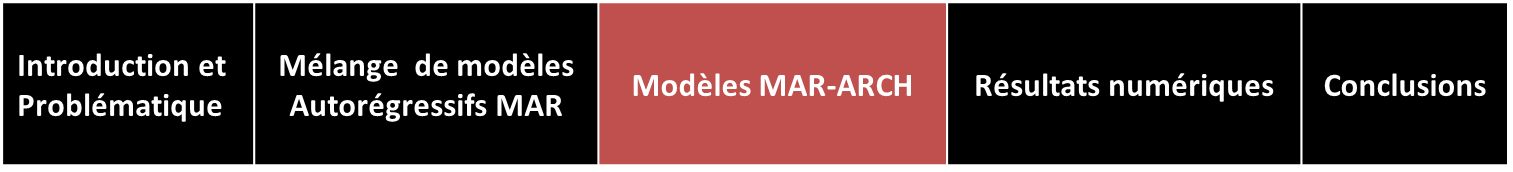 Introduction et
Problématique
Mélange de modèles
Autorégressifs MAR
Modèles MAR-ARCH
Résultats numériques
Conclusions